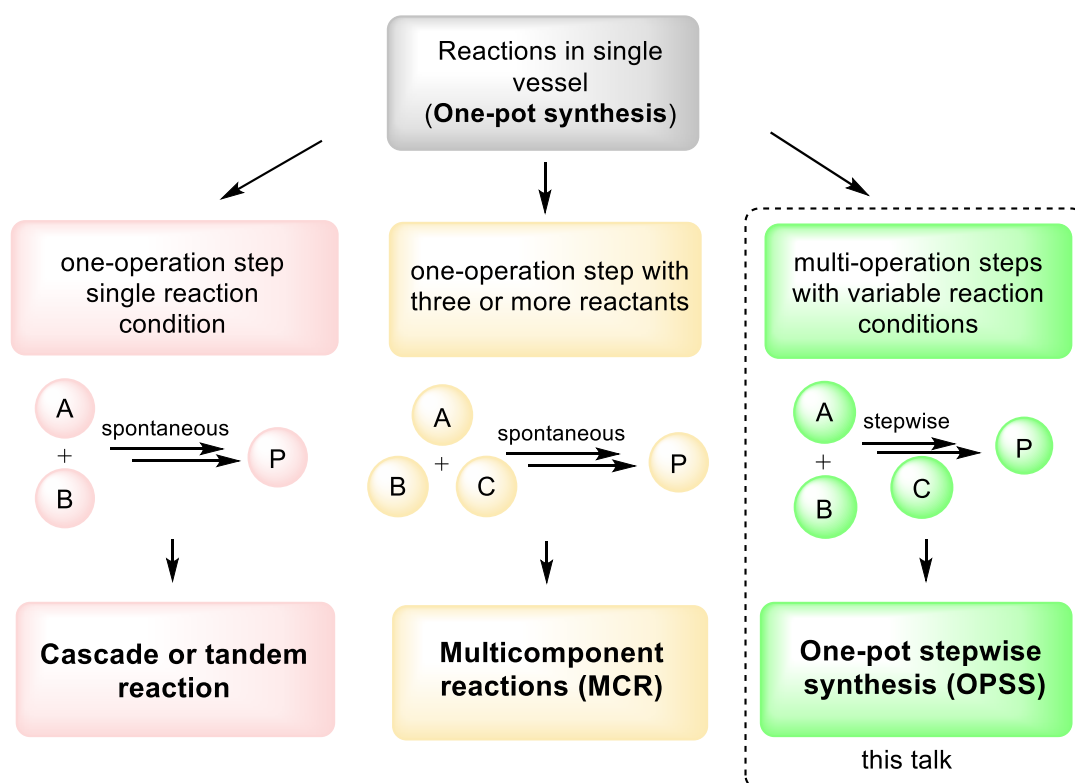 Reactions in single
vessel
(One-pot synthesis)
one-operation step
single reaction
condition
A
+
B
spontaneous
P
Cascade or tandem
reaction
one-operation step with
three or more reactants
A
+
B
C
spontaneous
P
Multicomponent
reactions (MCR)
multi-operation steps
with variable reaction
conditions
A
+
B
stepwise
C
P
One-pot stepwise
synthesis (OPSS)
this talk